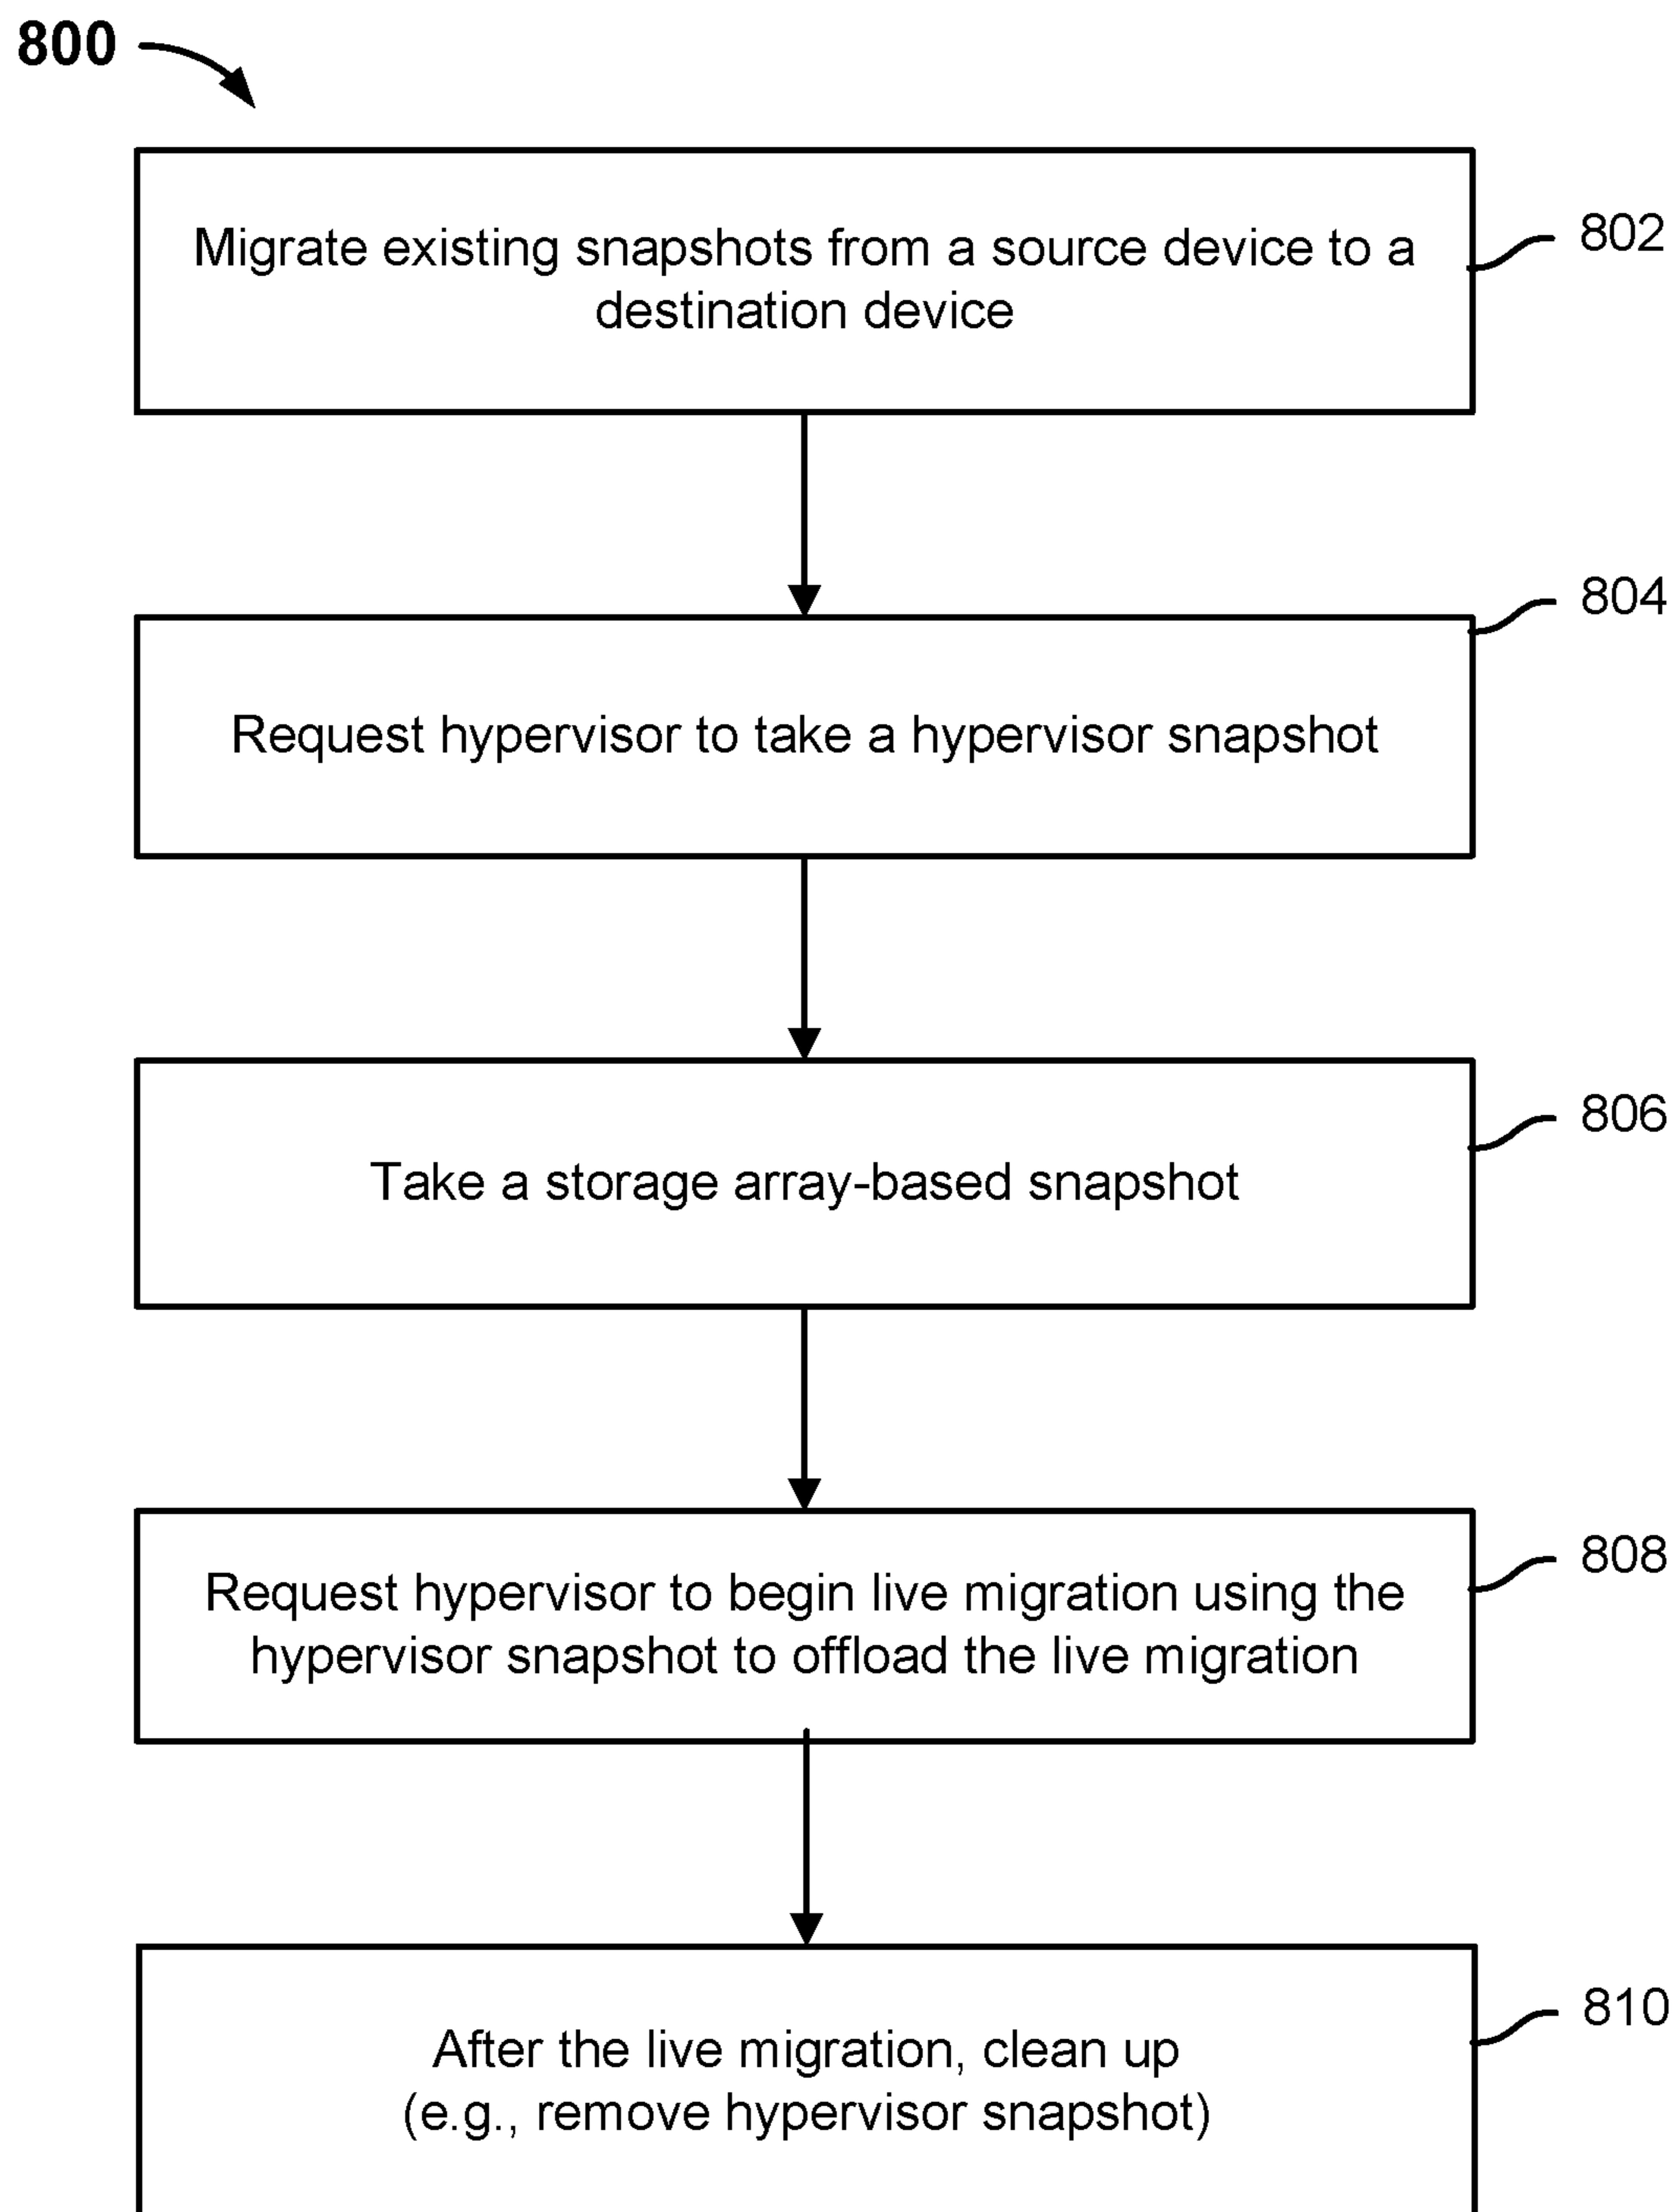 800
Migrate existing snapshots from a source device to a
destination device
802
Request hypervisor to take a hypervisor snapshot
804
Take a storage array-based snapshot
806
Request hypervisor to begin live migration using the
hypervisor snapshot to offload the live migration
808
After the live migration, clean up
(e.g., remove hypervisor snapshot)
810